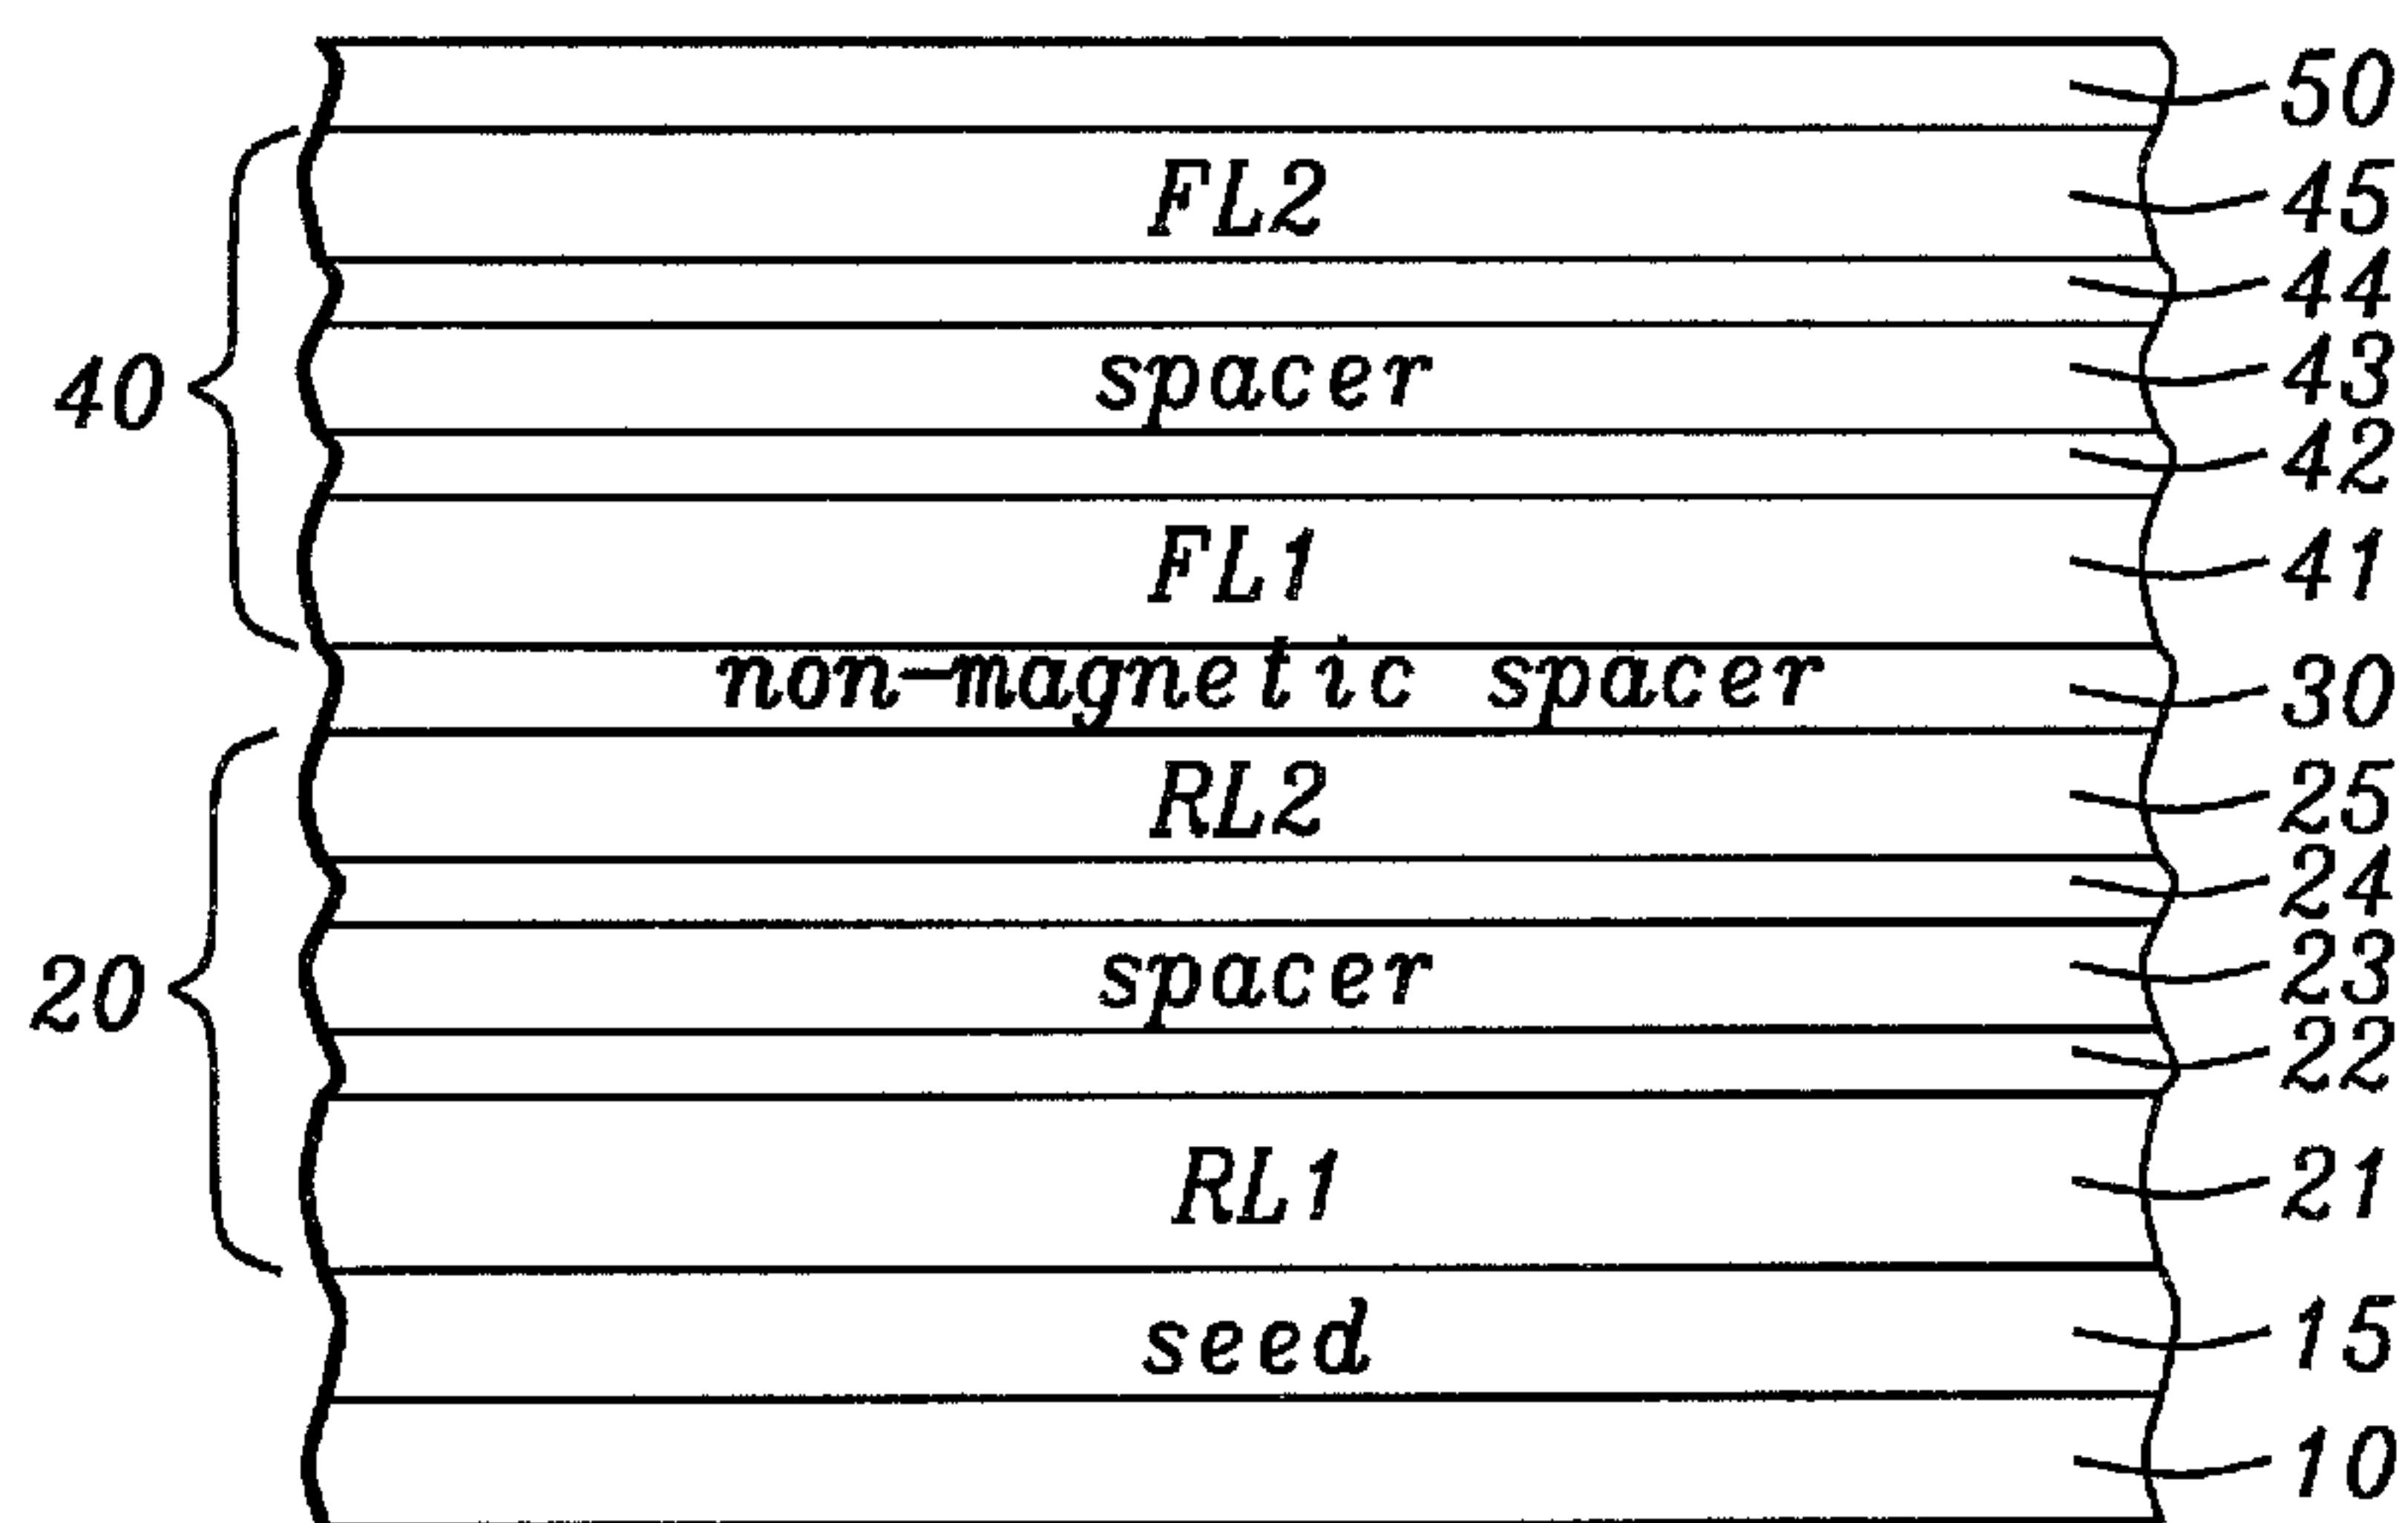 50
FL2 45
44
40 spacer 43
42
FL1 41
non-magnetic spacer 30
RL2 25
24
20 spacer 23
22
RL1 21
seed 15
10